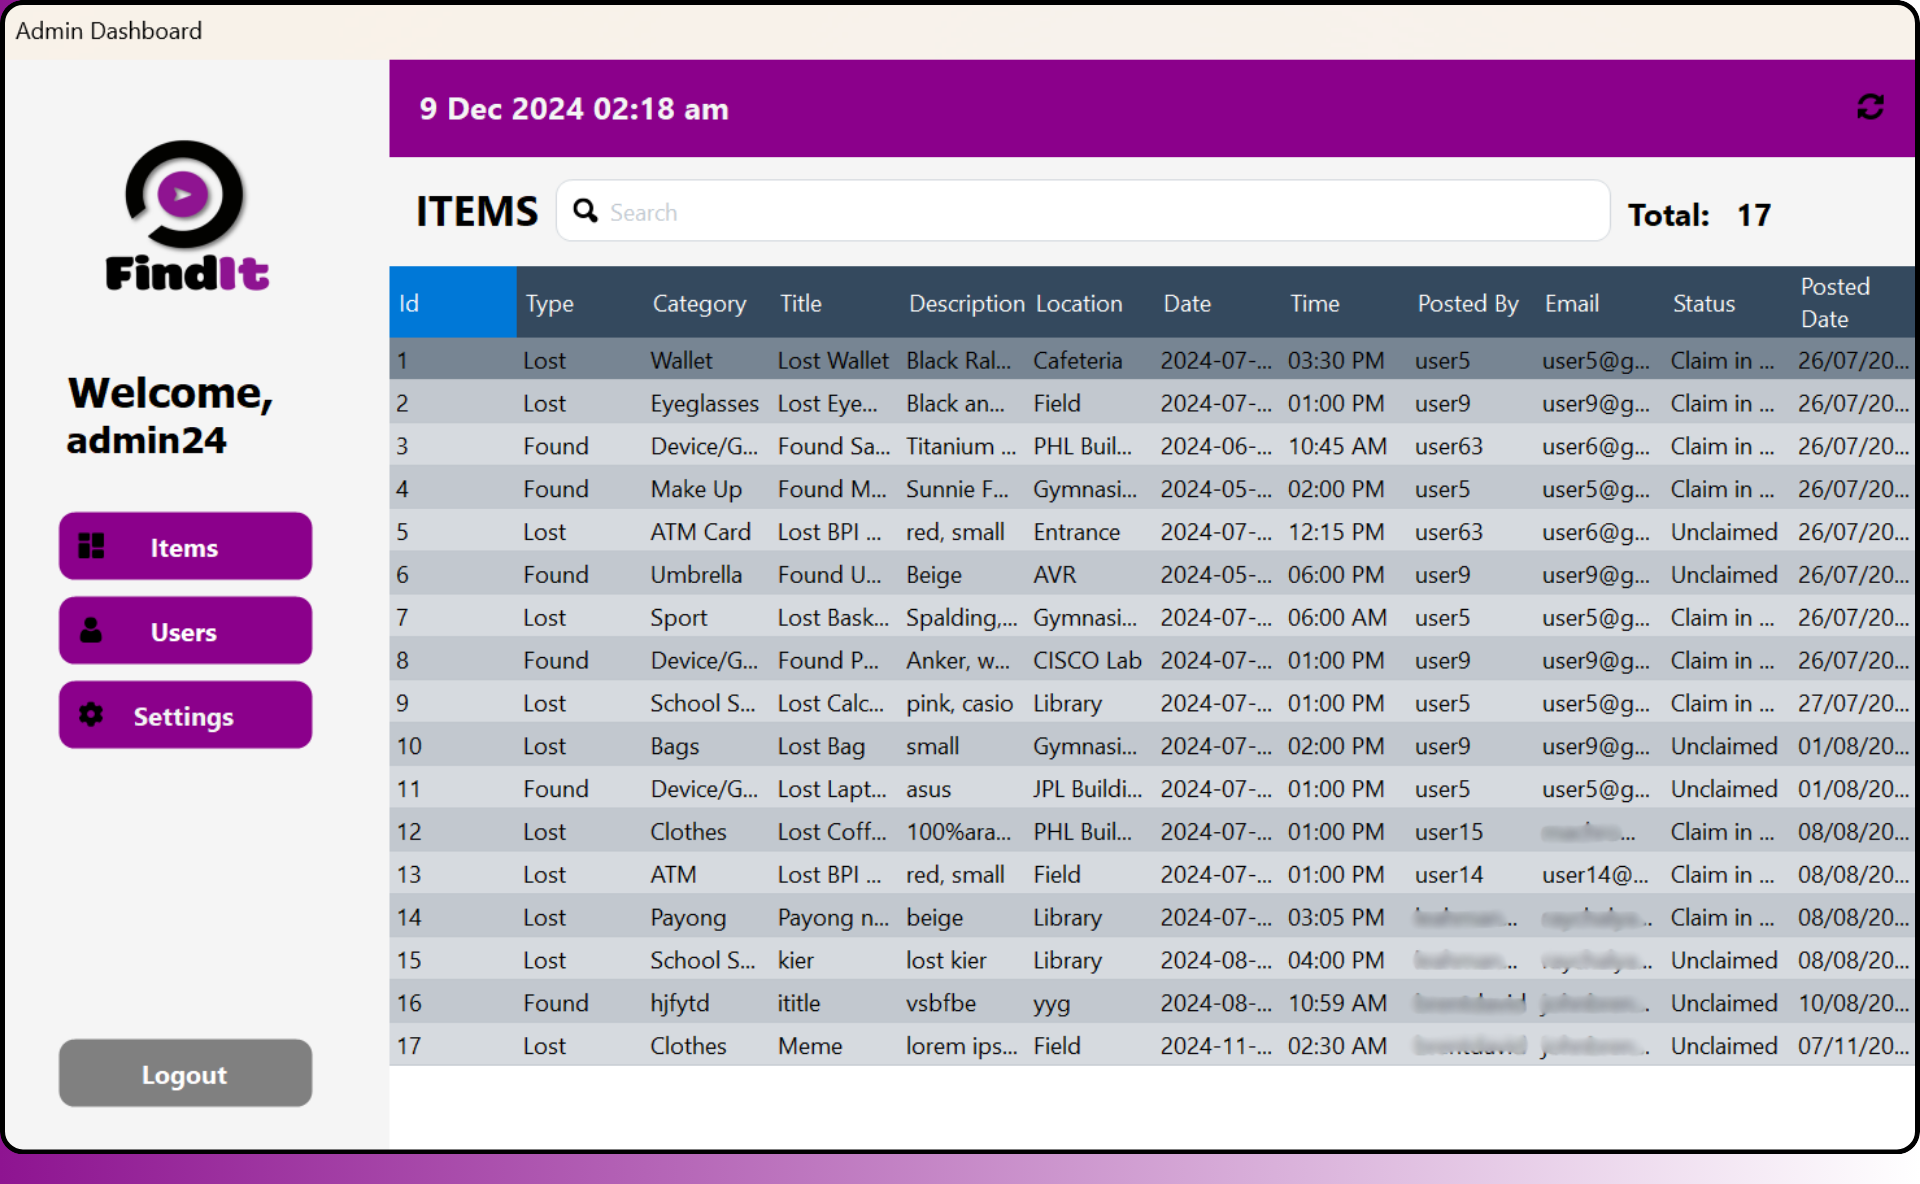 Admin Dashboard
9 Dec 2024 02:18 am
FindIt
Welcome,
admin24
Items
Users
Settings
Logout
ITEMS Search Total: 17
Id Type Category Title Description Location Date Time Posted By Email Status Posted Date
1 Lost Wallet Lost Wallet Black Ral... Cafeteria 2024-07-... 03:30 PM user5 user5@g... Claim in ... 26/07/20...
2 Lost Eyeglasses Lost Eye... Black an... Field 2024-07-... 01:00 PM user9 user9@g... Claim in ... 26/07/20...
3 Found Device/G... Found Sa... Titanium ... PHL Buil... 2024-06-... 10:45 AM user63 user6@g... Claim in ... 26/07/20...
4 Found Make Up Found M... Sunnie F... Gymnasi... 2024-05-... 02:00 PM user5 user5@g... Claim in ... 26/07/20...
5 Lost ATM Card Lost BPI ... red, small Entrance 2024-07-... 12:15 PM user63 user6@g... Unclaimed 26/07/20...
6 Found Umbrella Found U... Beige AVR 2024-05-... 06:00 PM user9 user9@g... Unclaimed 26/07/20...
7 Lost Sport Lost Bask... Spalding,... Gymnasi... 2024-07-... 06:00 AM user5 user5@g... Claim in ... 26/07/20...
8 Found Device/G... Found P... Anker, w... CISCO Lab 2024-07-... 01:00 PM user9 user9@g... Claim in ... 26/07/20...
9 Lost School S... Lost Calc... pink, casio Library 2024-07-... 01:00 PM user5 user5@g... Claim in ... 27/07/20...
10 Lost Bags Lost Bag small Gymnasi... 2024-07-... 02:00 PM user9 user9@g... Unclaimed 01/08/20...
11 Found Device/G... Lost Lapt... asus JPL Buildi... 2024-07-... 01:00 PM user5 user5@g... Unclaimed 01/08/20...
12 Lost Clothes Lost Coff... 100%ara... PHL Buil... 2024-07-... 01:00 PM user15 Claim in ... 08/08/20...
13 Lost ATM Lost BPI ... red, small Field 2024-07-... 01:00 PM user14 user14@... Claim in ... 08/08/20...
14 Lost Payong Payong n... beige Library 2024-07-... 03:05 PM Claim in ... 08/08/20...
15 Lost School S... kier lost kier Library 2024-08-... 04:00 PM Unclaimed 08/08/20...
16 Found hjfytd ititle vsbfbe yyg 2024-08-... 10:59 AM Unclaimed 10/08/20...
17 Lost Clothes Meme lorem ips... Field 2024-11-... 02:30 AM Unclaimed 07/11/20...